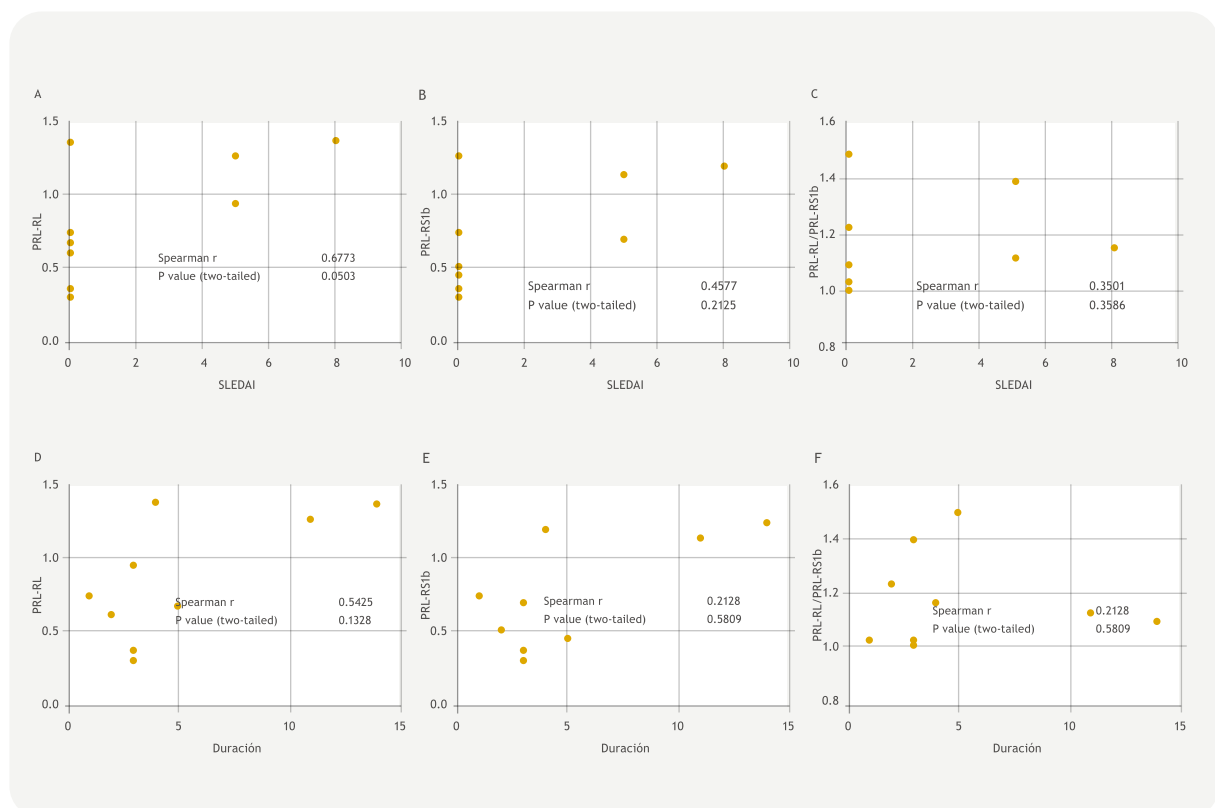 A
1.5
1.0
0.5
0.0
PRL-RL
Spearman r 0.6773
P value (two-tailed) 0.0503
0 2 4 6 8 10
SLEDAI
B
1.5
1.0
0.5
0.0
PRL-RS1b
Spearman r 0.4577
P value (two-tailed) 0.2125
0 2 4 6 8 10
SLEDAI
C
1.6
1.4
1.2
1.0
0.8
PRL-RL/PRL-RS1b
Spearman r 0.3501
P value (two-tailed) 0.3586
0 2 4 6 8 10
SLEDAI
D
1.5
1.0
0.5
0.0
PRL-RL
Spearman r 0.5425
P value (two-tailed) 0.1328
0 5 10 15
Duración
E
1.5
1.0
0.5
0.0
PRL-RS1b
Spearman r 0.2128
P value (two-tailed) 0.5809
0 5 10 15
Duración
F
1.6
1.4
1.2
1.0
0.8
PRL-RL/PRL-RS1b
Spearman r 0.2128
P value (two-tailed) 0.5809
0 5 10 15
Duración